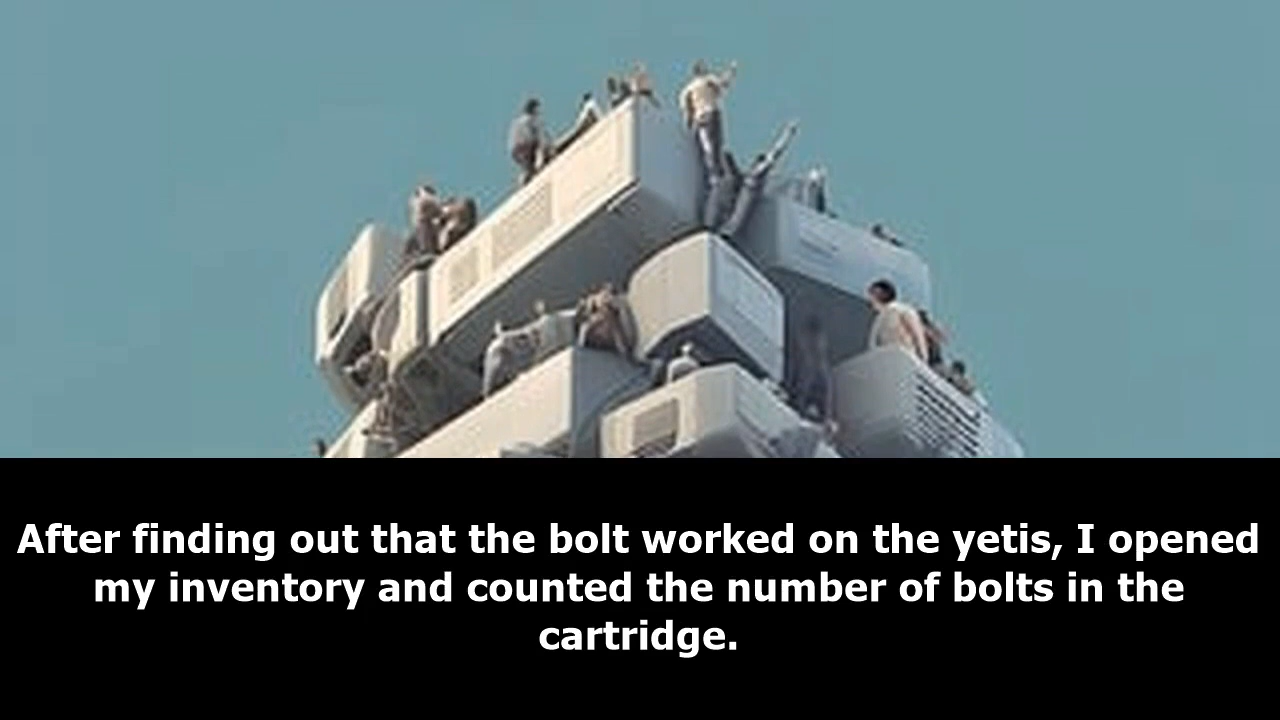 After finding out that the bolt worked on the yetis, I opened
my inventory and counted the number of bolts in the
cartridge.